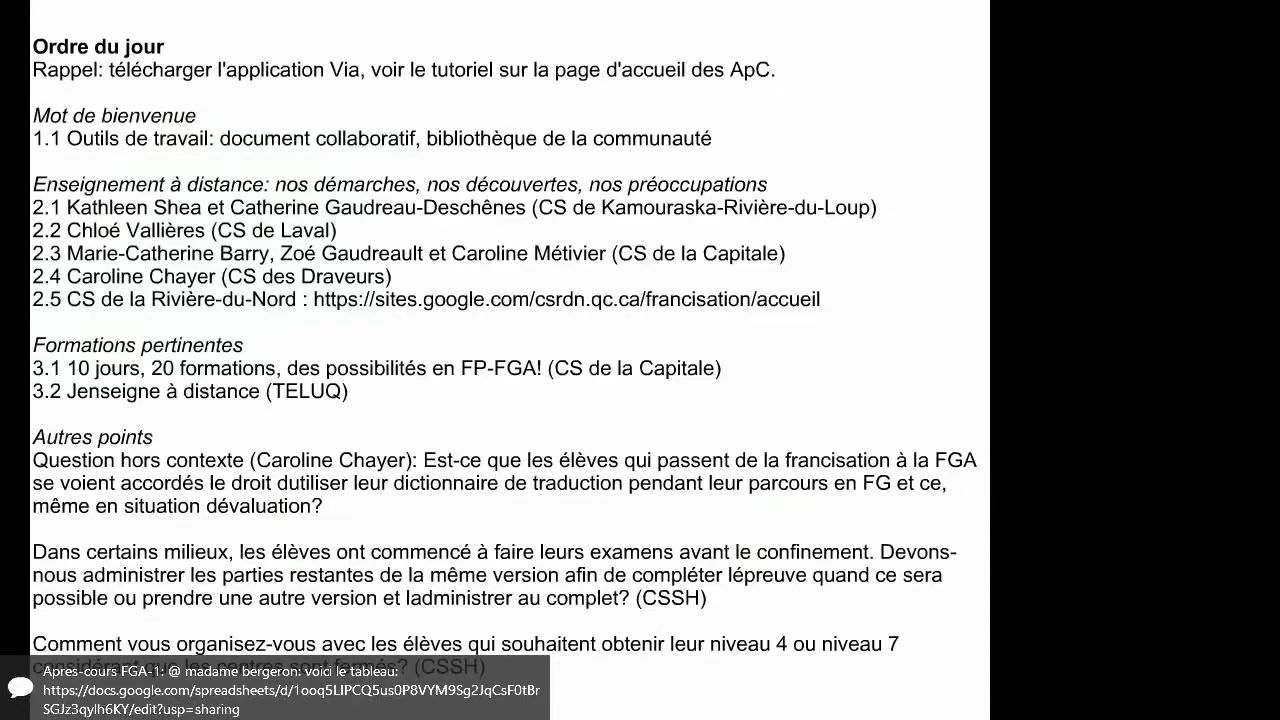 Ordre du jour
Rappel: télécharger l'application Via, voir le tutoriel sur la page d'accueil des ApC.
Mot de bienvenue
1.1 Outils de travail: document collaboratif, bibliothèque de la communauté
Enseignement à distance: nos démarches, nos découvertes, nos préoccupations
2.1 Kathleen Shea et Catherine Gaudreau-Deschênes (CS de Kamouraska-Rivière-du-Loup)
2.2 Chloé Vallières (CS de Laval)
2.3 Marie-Catherine Barry, Zoé Gaudreault et Caroline Métivier (CS de la Capitale)
2.4 Caroline Chayer (CS des Draveurs)
2.5 CS de la Rivière-du-Nord : https://sites.google.com/csrdn.qc.ca/francisation/accueil
Formations pertinentes
3.1 10 jours, 20 formations, des possibilités en FP-FGA! (CS de la Capitale)
3.2 Jenseigne à distance (TELUQ)
Autres points
Question hors contexte (Caroline Chayer): Est-ce que les élèves qui passent de la francisation à la FGA
se voient accordés le droit dutiliser leur dictionnaire de traduction pendant leur parcours en FG et ce,
même en situation dévaluation?
Dans certains milieux, les élèves ont commencé à faire leurs examens avant le confinement. Devons-
nous administrer les parties restantes de la même version afin de compléter lépreuve quand ce sera
possible ou prendre une autre version et ladministrer au complet? (CSSH)
Comment vous organisez-vous avec les élèves qui souhaitent obtenir leur niveau 4 ou niveau 7
considérant que les centres sont fermés? (CSSH)
Apres-cours FGA-1: @ madame bergeron: voici le tableau:
https://docs.google.com/spreadsheets/d/1ooq5LIPCQ5us0P8VYM9Sg2JqCsF0tBr
SGJz3qylh6KY/edit?usp=sharing